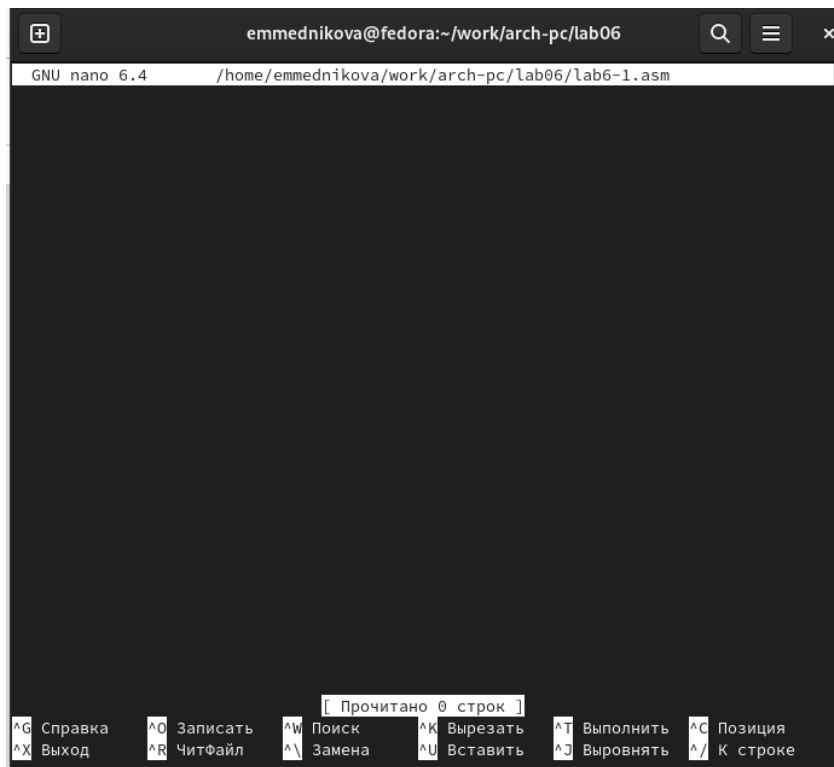 emmednikova@fedora:~/work/arch-pc/lab06
GNU nano 6.4 /home/emmednikova/work/arch-pc/lab06/lab6-1.asm
[ Прочитано 0 строк ]
^G Справка ^O Записать ^W Поиск ^K Вырезать ^T Выполнить ^C Позиция
^X Выход ^R ЧитФайл ^\ Замена ^U Вставить ^J Выровнять ^/ К строке